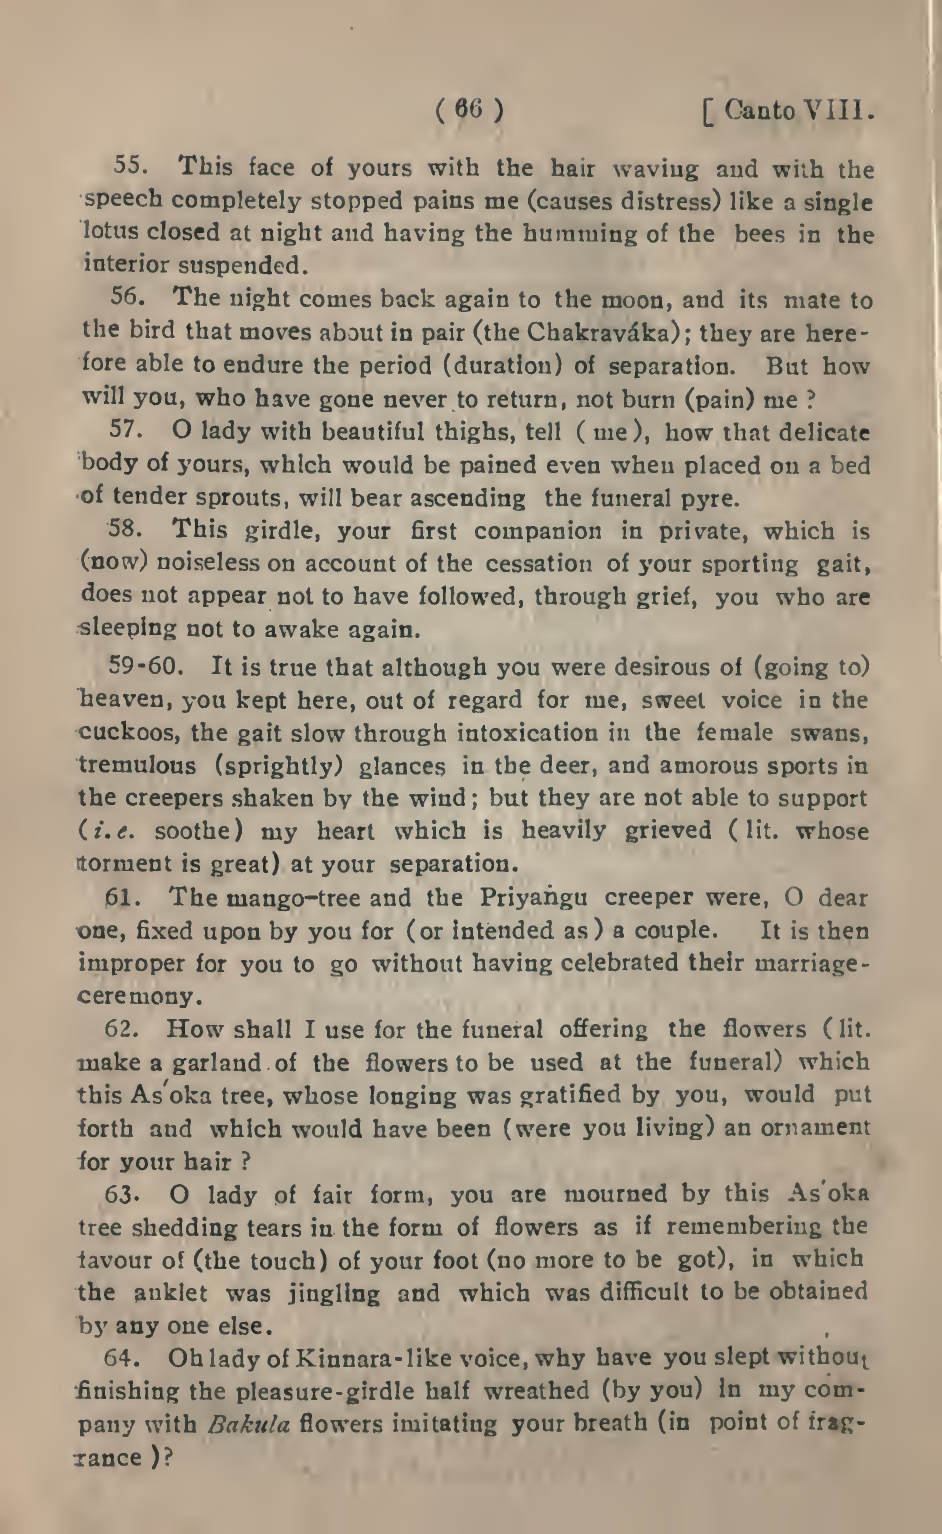 ( 66 ) [ Canto VIII.
55. This face of yours with the hair waving and with the
speech completely stopped pains me (causes distress) like a single
lotus closed at night and having the humming of the bees in the
interior suspended.
56. The night comes back again to the moon, and its mate to
the bird that moves about in pair (the Chakraváka); they are here-
fore able to endure the period (duration) of separation. But how
will you, who have gone never to return, not burn (pain) me ?
57. O lady with beautiful thighs, tell ( me ), how that delicate
body of yours, which would be pained even when placed on a bed
of tender sprouts, will bear ascending the funeral pyre.
58. This girdle, your first companion in private, which is
(now) noiseless on account of the cessation of your sporting gait,
does not appear not to have followed, through grief, you who are
sleeping not to awake again.
59-60. It is true that although you were desirous of (going to)
heaven, you kept here, out of regard for me, sweet voice in the
cuckoos, the gait slow through intoxication in the female swans,
tremulous (sprightly) glances in the deer, and amorous sports in
the creepers shaken by the wind; but they are not able to support
(i. e. soothe) my heart which is heavily grieved ( lit. whose
torment is great) at your separation.
61. The mango-tree and the Priyańgu creeper were, O dear
one, fixed upon by you for ( or intended as ) a couple. It is then
improper for you to go without having celebrated their marriage-
ceremony.
62. How shall I use for the funeral offering the flowers ( lit.
make a garland of the flowers to be used at the funeral) which
this As'oka tree, whose longing was gratified by you, would put
forth and which would have been (were you living) an ornament
for your hair ?
63. O lady of fair form, you are mourned by this As'oka
tree shedding tears in the form of flowers as if remembering the
favour of (the touch) of your foot (no more to be got), in which
the anklet was jingling and which was difficult to be obtained
by any one else.
64. Oh lady of Kinnara-like voice, why have you slept without
finishing the pleasure-girdle half wreathed (by you) in my com-
pany with Bakula flowers imitating your breath (in point of frag-
rance )?